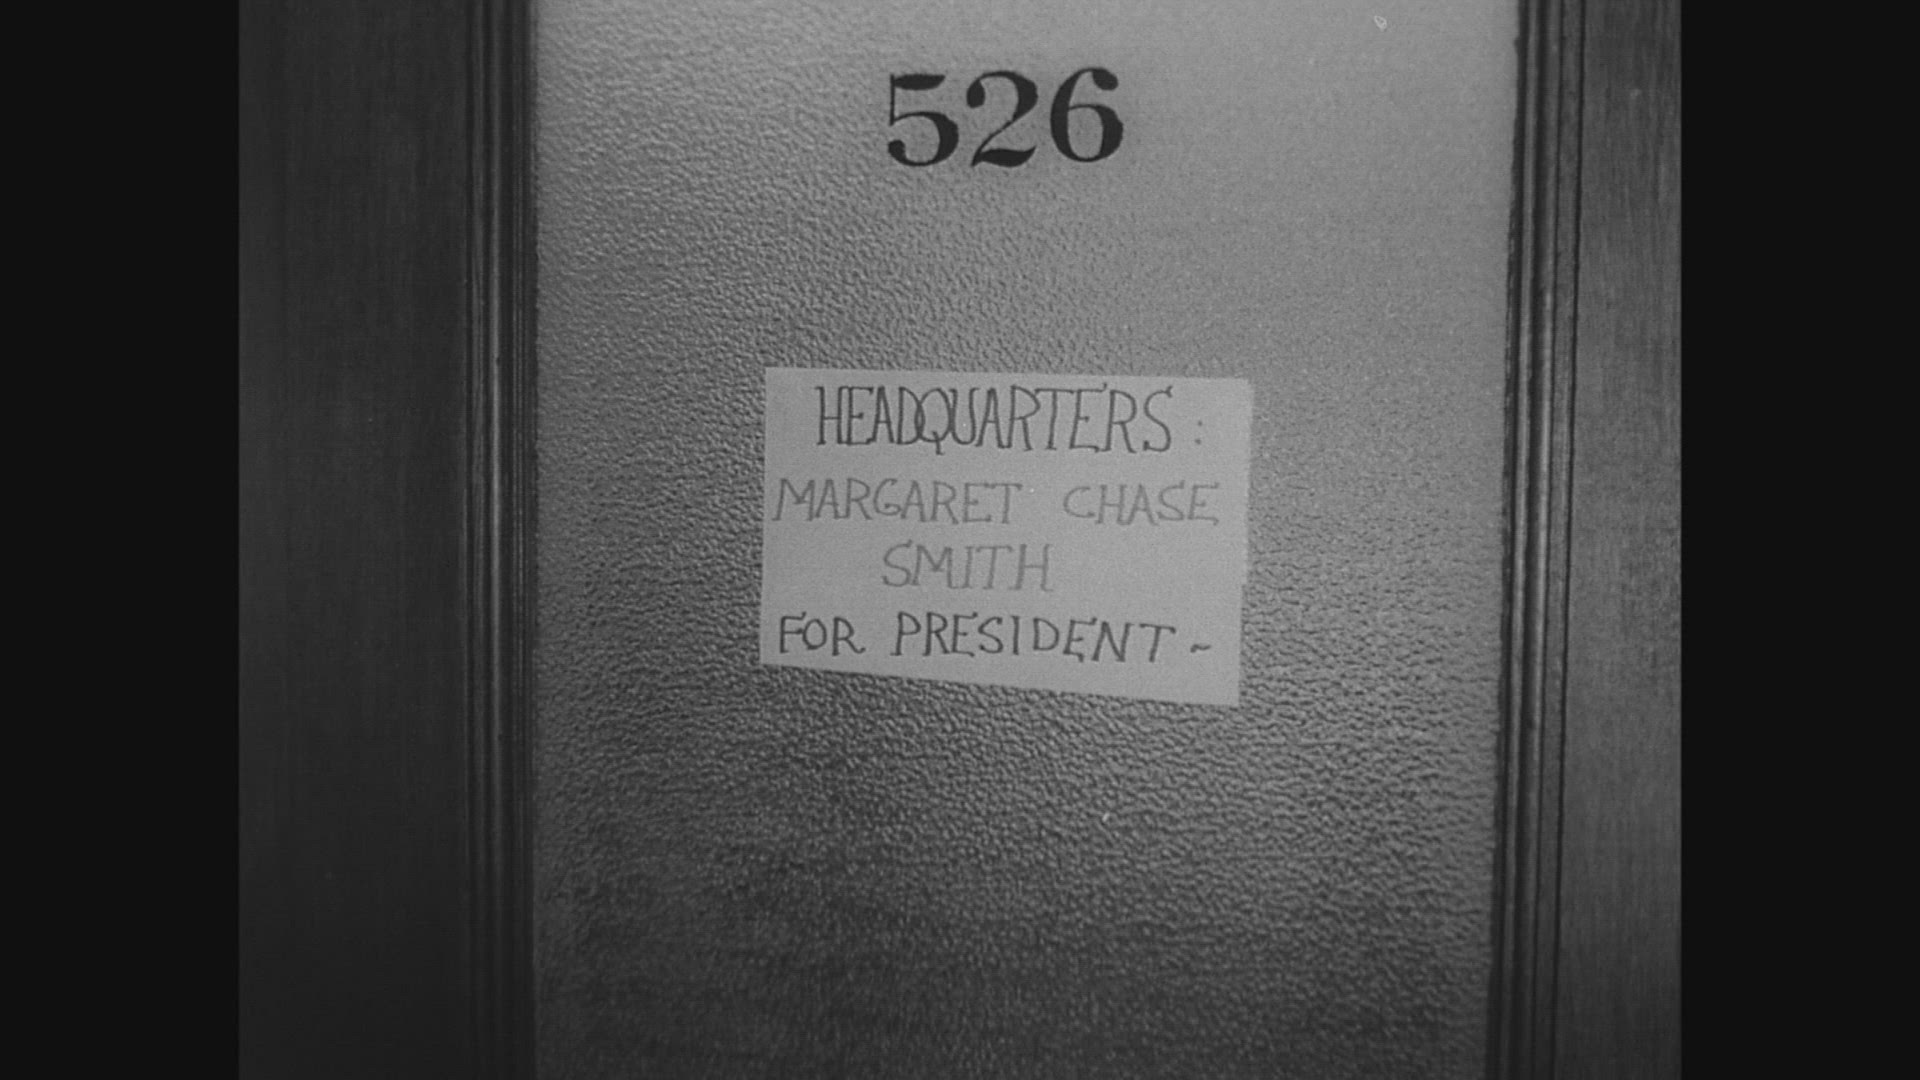 526
HEADQUARTERS:
MARGARET CHASE
SMITH
FOR PRESIDENT-